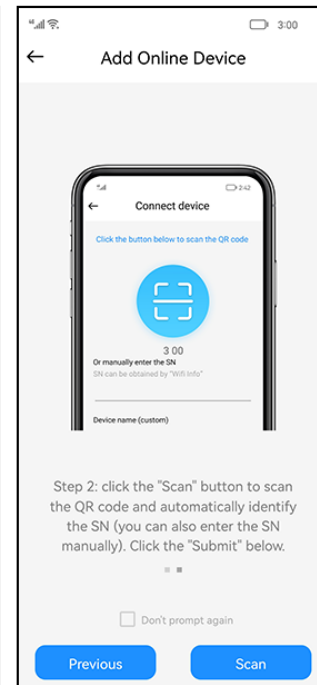 3:00
Add Online Device
2:42
Connect device
Click the button below to scan the QR code
3 00
Or manually enter the SN
SN can be obtained by "Wifi Info"
Device name (custom)
Step 2: click the "Scan" button to scan
the QR code and automatically identify
the SN (you can also enter the SN
manually). Click the "Submit" below.
Don't prompt again
Previous
Scan